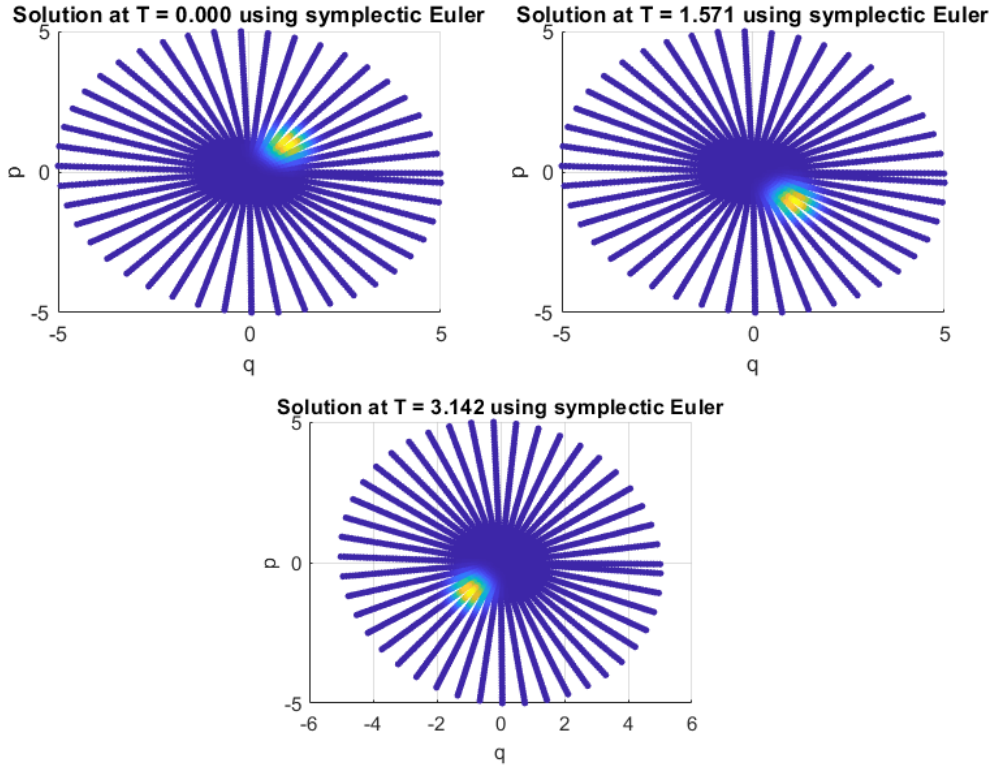 Solution at T = 0.000 using symplectic Euler
5
0
-5
p
-5 0 5
q
Solution at T = 1.571 using symplectic Euler
5
0
-5
p
-5 0 5
q
Solution at T = 3.142 using symplectic Euler
5
0
-5
p
-6 -4 -2 0 2 4 6
q